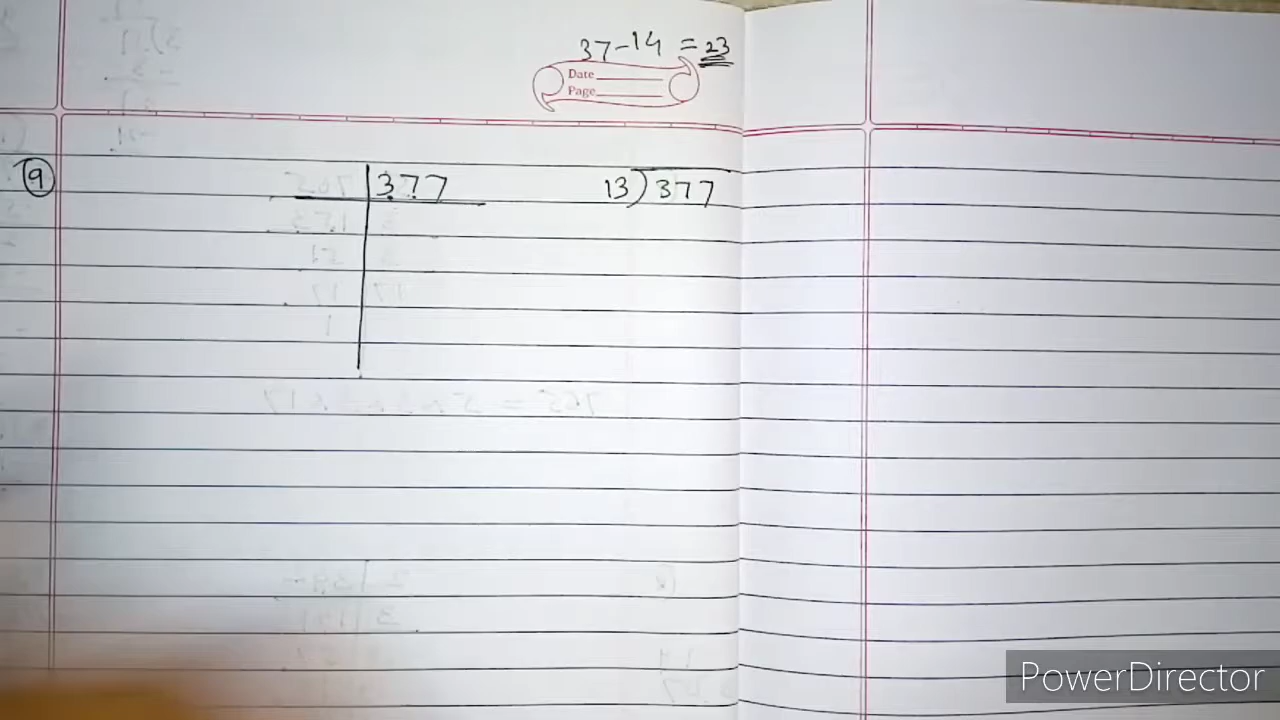 37-14 = 23
Date
Page
9 377 13)377
PowerDirector